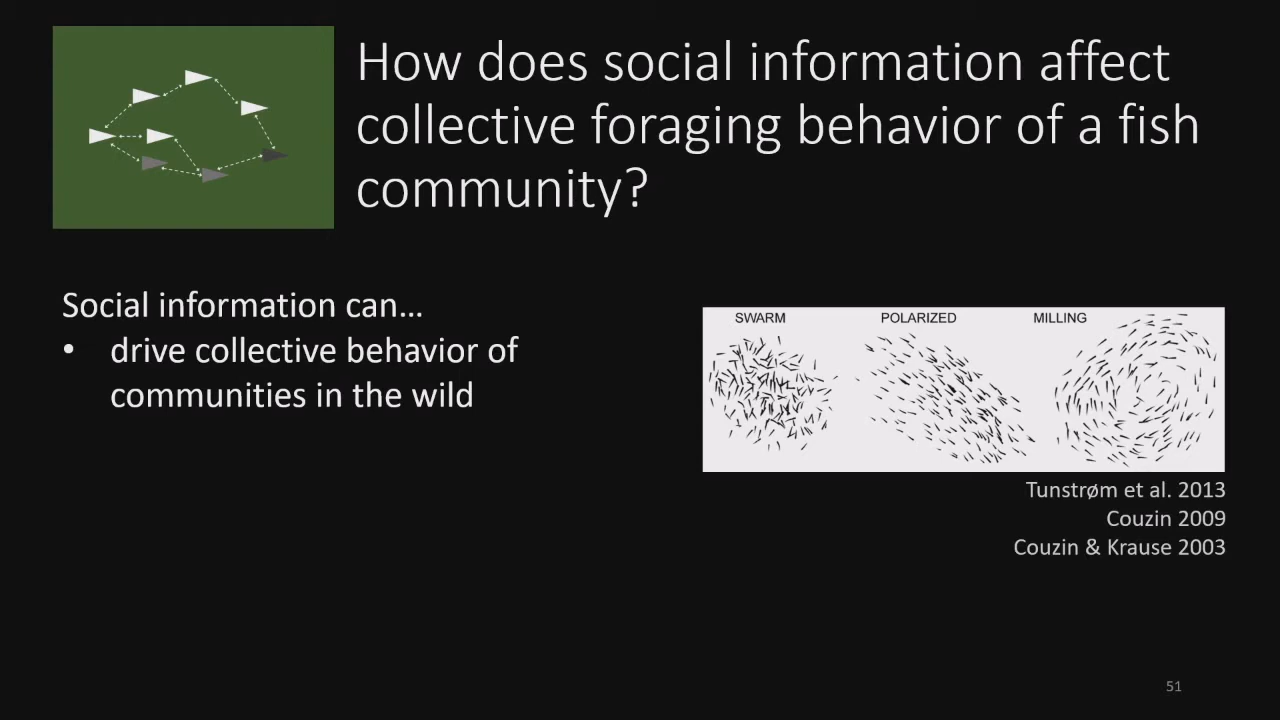 How does social information affect
collective foraging behavior of a fish
community?
Social information can…
• drive collective behavior of
communities in the wild
SWARM POLARIZED MILLING
Tunstrøm et al. 2013
Couzin 2009
Couzin & Krause 2003
51